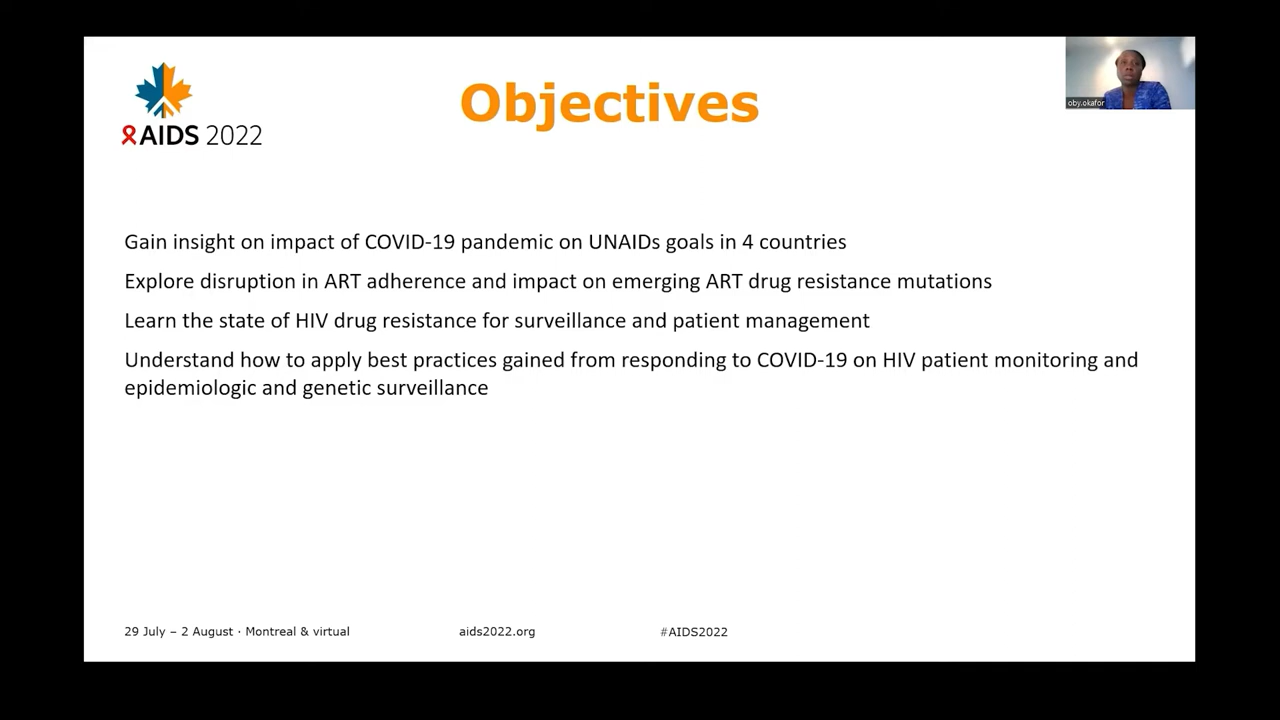 Objectives
AIDS 2022
oby.okafor
Gain insight on impact of COVID-19 pandemic on UNAIDs goals in 4 countries
Explore disruption in ART adherence and impact on emerging ART drug resistance mutations
Learn the state of HIV drug resistance for surveillance and patient management
Understand how to apply best practices gained from responding to COVID-19 on HIV patient monitoring and
epidemiologic and genetic surveillance
29 July – 2 August · Montreal & virtual
aids2022.org
#AIDS2022